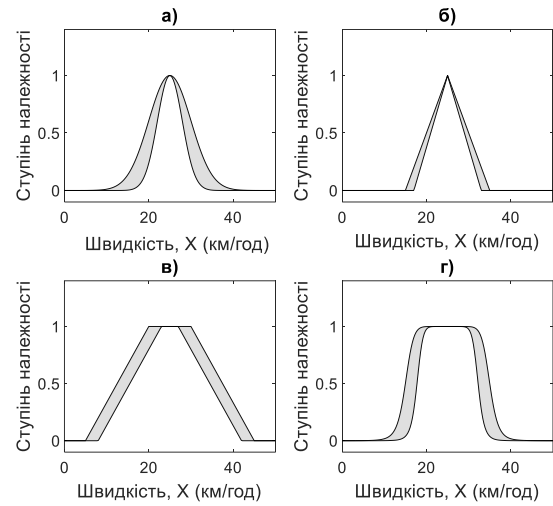 а)
Ступінь належності
1
0.5
0
0 20 40
Швидкість, X (км/год)
б)
Ступінь належності
1
0.5
0
0 20 40
Швидкість, X (км/год)
в)
Ступінь належності
1
0.5
0
0 20 40
Швидкість, X (км/год)
г)
Ступінь належності
1
0.5
0
0 20 40
Швидкість, X (км/год)